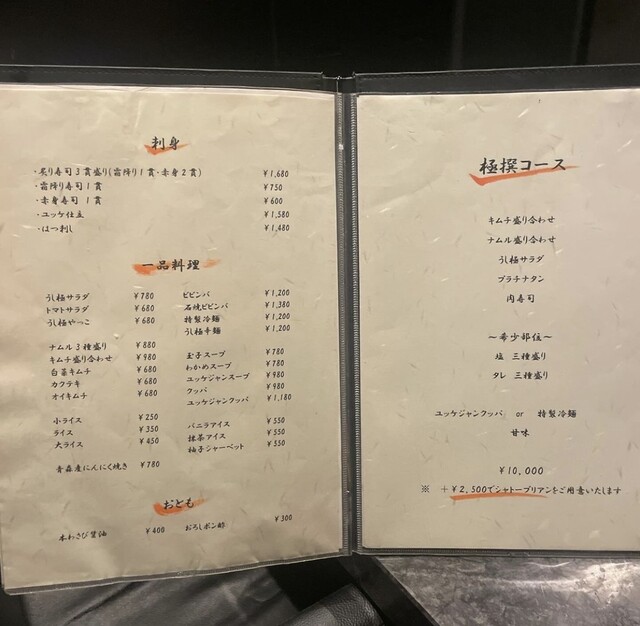 刺身
・炙り寿司3貫盛り(霜降り1貫・赤身2貫) ¥1,680
・霜降り寿司1貫 ¥750
・赤身寿司 1貫 ¥600
・ユッケ仕立 ¥1,580
・はつ刺し ¥1,480
一品料理
うし極サラダ ¥780
トマトサラダ ¥680
うし極やっこ ¥680
ナムル3種盛り ¥880
キムチ盛り合わせ ¥980
白菜キムチ ¥680
カクテキ ¥680
オイキムチ ¥680
小ライス ¥250
ライス ¥350
大ライス ¥450
青森産にんにく焼き ¥780
ビビンバ ¥1,200
石焼ビビンバ ¥1,380
特製冷麺 ¥1,200
うし極辛麺 ¥1,200
玉子スープ ¥780
わかめスープ ¥780
ユッケジャンスープ ¥980
クッパ ¥980
ユッケジャンクッパ ¥1,180
バニラアイス ¥550
抹茶アイス ¥550
柚子シャーベット ¥550
おとも
本わさび醤油 ¥400 おろしポン酢 ¥300
極撰コース
キムチ盛り合わせ
ナムル盛り合わせ
うし極サラダ
プラチナタン
肉寿司
～希少部位～
塩 三種盛り
タレ 三種盛り
ユッケジャンクッパ or 特製冷麺
甘味
¥10,000
※ +¥2,500でシャトーブリアンをご用意いたします